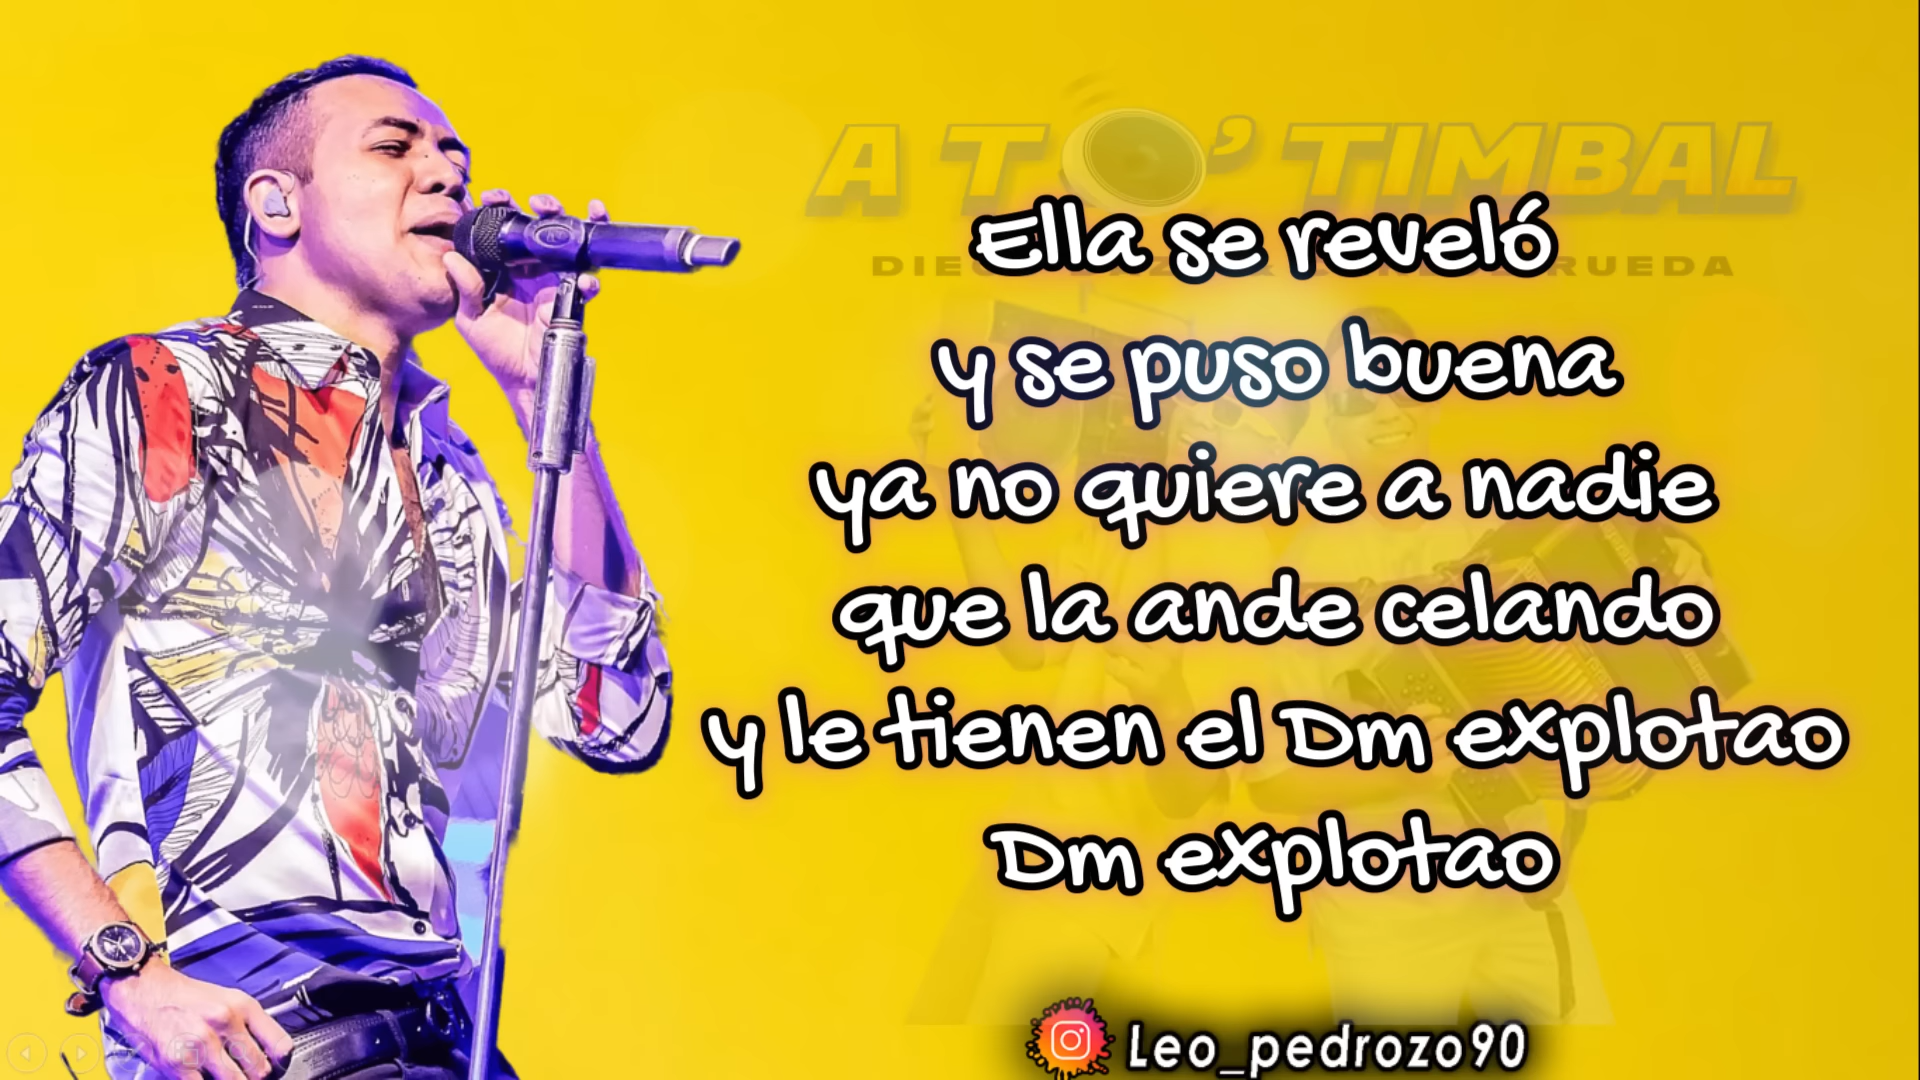 A TO' TIMBAL
RUEDA
Ella se reveló
y se puso buena
ya no quiere a nadie
que la ande celando
y le tienen el Dm explotao
Dm explotao
Leo_pedrozo90